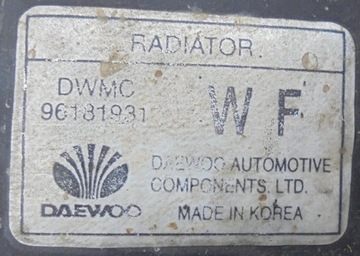 RADIATOR
DWMC
96181931
W F
DAEWOO AUTOMOTIVE
COMPONENTS. LTD.
DAEWOO
MADE IN KOREA